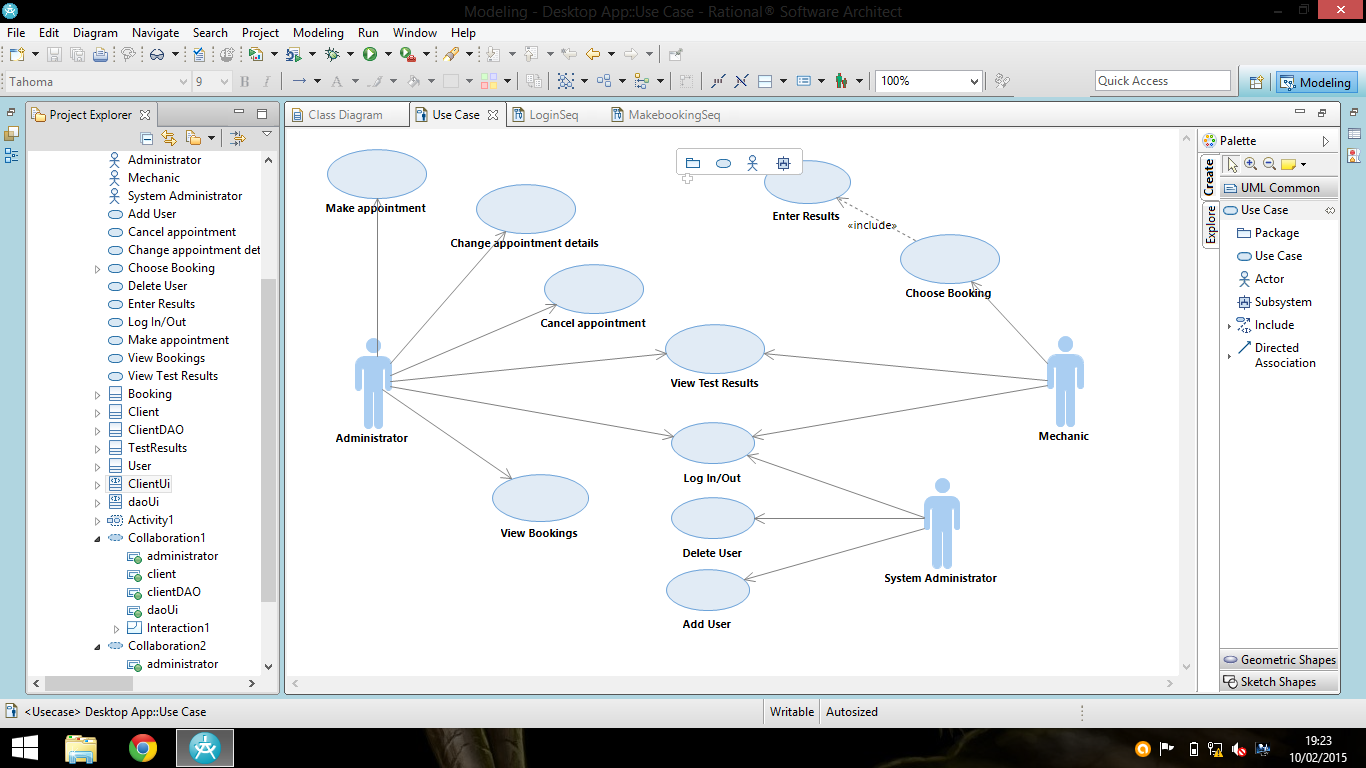 Modeling - Desktop App::Use Case - Rational® Software Architect
File Edit Diagram Navigate Search Project Modeling Run Window Help
Tahoma 9 B I A 100% Quick Access Modeling
Project Explorer
Administrator
Mechanic
System Administrator
Add User
Cancel appointment
Change appointment det
Choose Booking
Delete User
Enter Results
Log In/Out
Make appointment
View Bookings
View Test Results
Booking
Client
ClientDAO
TestResults
User
ClientUi
daoUi
Activity1
Collaboration1
administrator
client
clientDAO
daoUi
Interaction1
Collaboration2
administrator
Class Diagram Use Case LoginSeq MakebookingSeq
Make appointment
Change appointment details
Cancel appointment
Enter Results
«include»
Choose Booking
View Test Results
Administrator
Mechanic
Log In/Out
View Bookings
Delete User
System Administrator
Add User
Palette
Create
Explore
UML Common
Use Case
Package
Use Case
Actor
Subsystem
Include
Directed
Association
Geometric Shapes
Sketch Shapes
<Usecase> Desktop App::Use Case Writable Autosized
19:23
10/02/2015